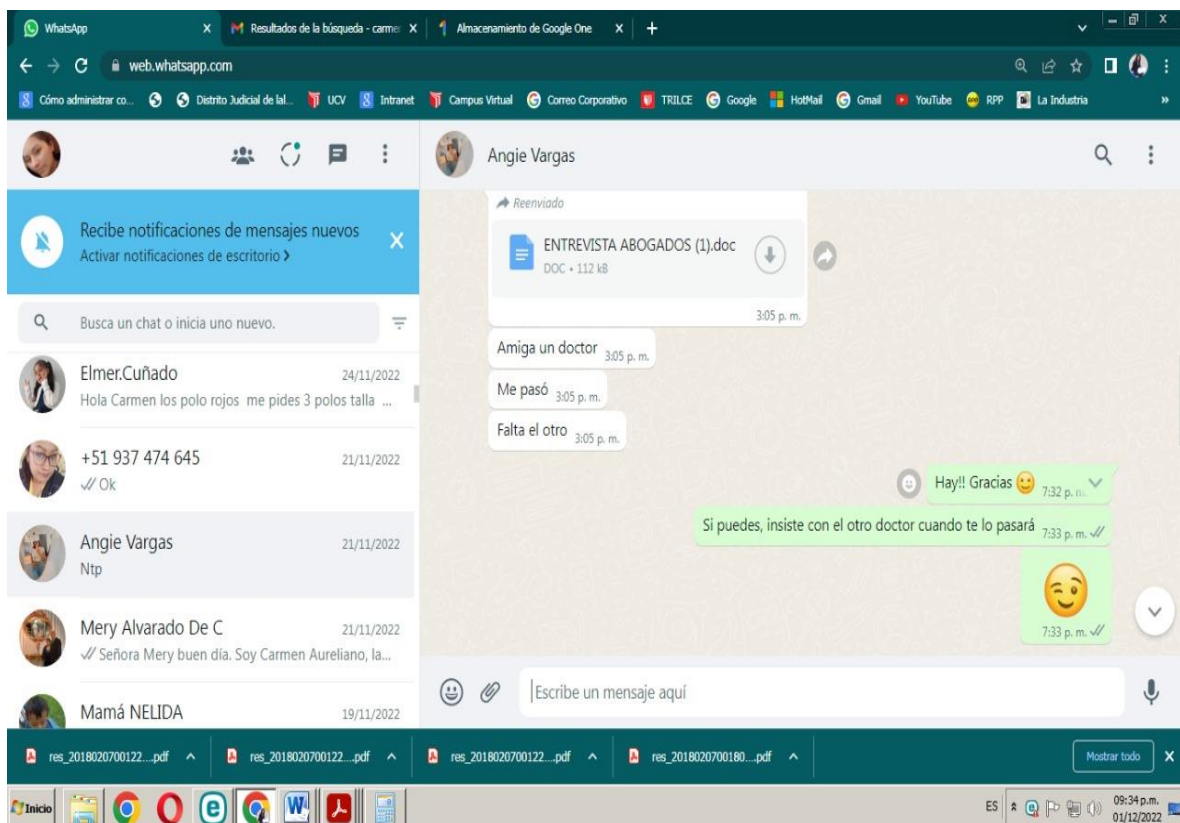 WhatsApp
Resultados de la búsqueda - carme
Almacenamiento de Google One
web.whatsapp.com
Cómo administrar co...
Distrito Judicial de lal...
UCV
Intranet
Campus Virtual
Correo Corporativo
TRILCE
Google
HotMail
Gmail
YouTube
RPP
La Industria
»
Recibe notificaciones de mensajes nuevos
Activar notificaciones de escritorio >
Busca un chat o inicia uno nuevo.
Elmer.Cuñado 24/11/2022
Hola Carmen los polo rojos me pides 3 polos talla ...
+51 937 474 645 21/11/2022
Ok
Angie Vargas 21/11/2022
Ntp
Mery Alvarado De C 21/11/2022
Señora Mery buen día. Soy Carmen Aureliano, la...
Mamá NELIDA 19/11/2022
Angie Vargas
Reenviado
ENTREVISTA ABOGADOS (1).doc
DOC • 112 kB
3:05 p. m.
Amiga un doctor 3:05 p. m.
Me pasó 3:05 p. m.
Falta el otro 3:05 p. m.
Hay!! Gracias 🙂 7:32 p. m.
Si puedes, insiste con el otro doctor cuando te lo pasará 7:33 p. m.
😉
7:33 p. m.
Escribe un mensaje aquí
res_2018020700122....pdf
res_2018020700122....pdf
res_2018020700122....pdf
res_2018020700180....pdf
Mostrar todo
Inicio
ES
09:34 p.m.
01/12/2022